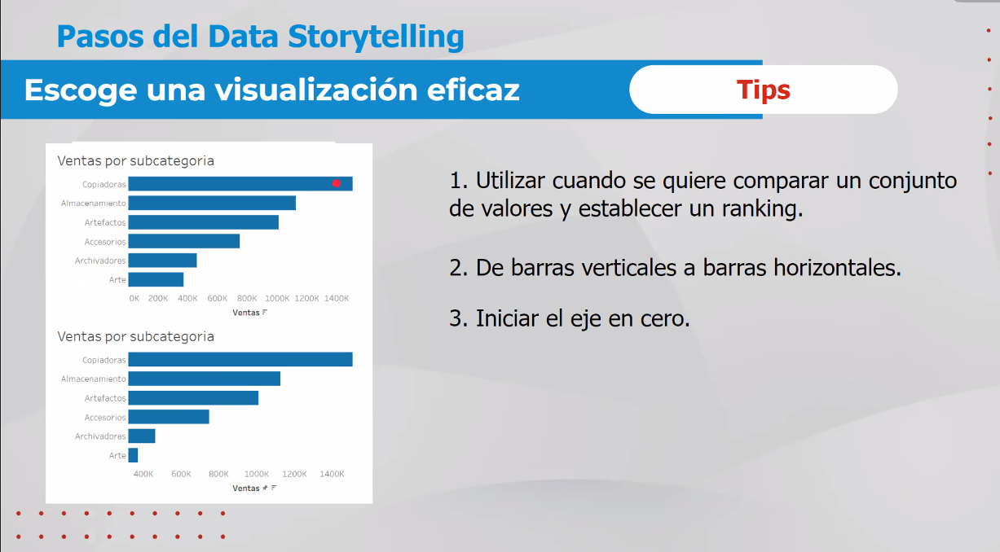 Pasos del Data Storytelling
Escoge una visualización eficaz
Tips
Ventas por subcategoria
Copiadoras
Almacenamiento
Artefactos
Accesorios
Archivadores
Arte
0K 200K 400K 600K 800K 1000K 1200K 1400K
Ventas
Ventas por subcategoria
Copiadoras
Almacenamiento
Artefactos
Accesorios
Archivadores
Arte
400K 600K 800K 1000K 1200K 1400K
Ventas
1. Utilizar cuando se quiere comparar un conjunto
de valores y establecer un ranking.
2. De barras verticales a barras horizontales.
3. Iniciar el eje en cero.